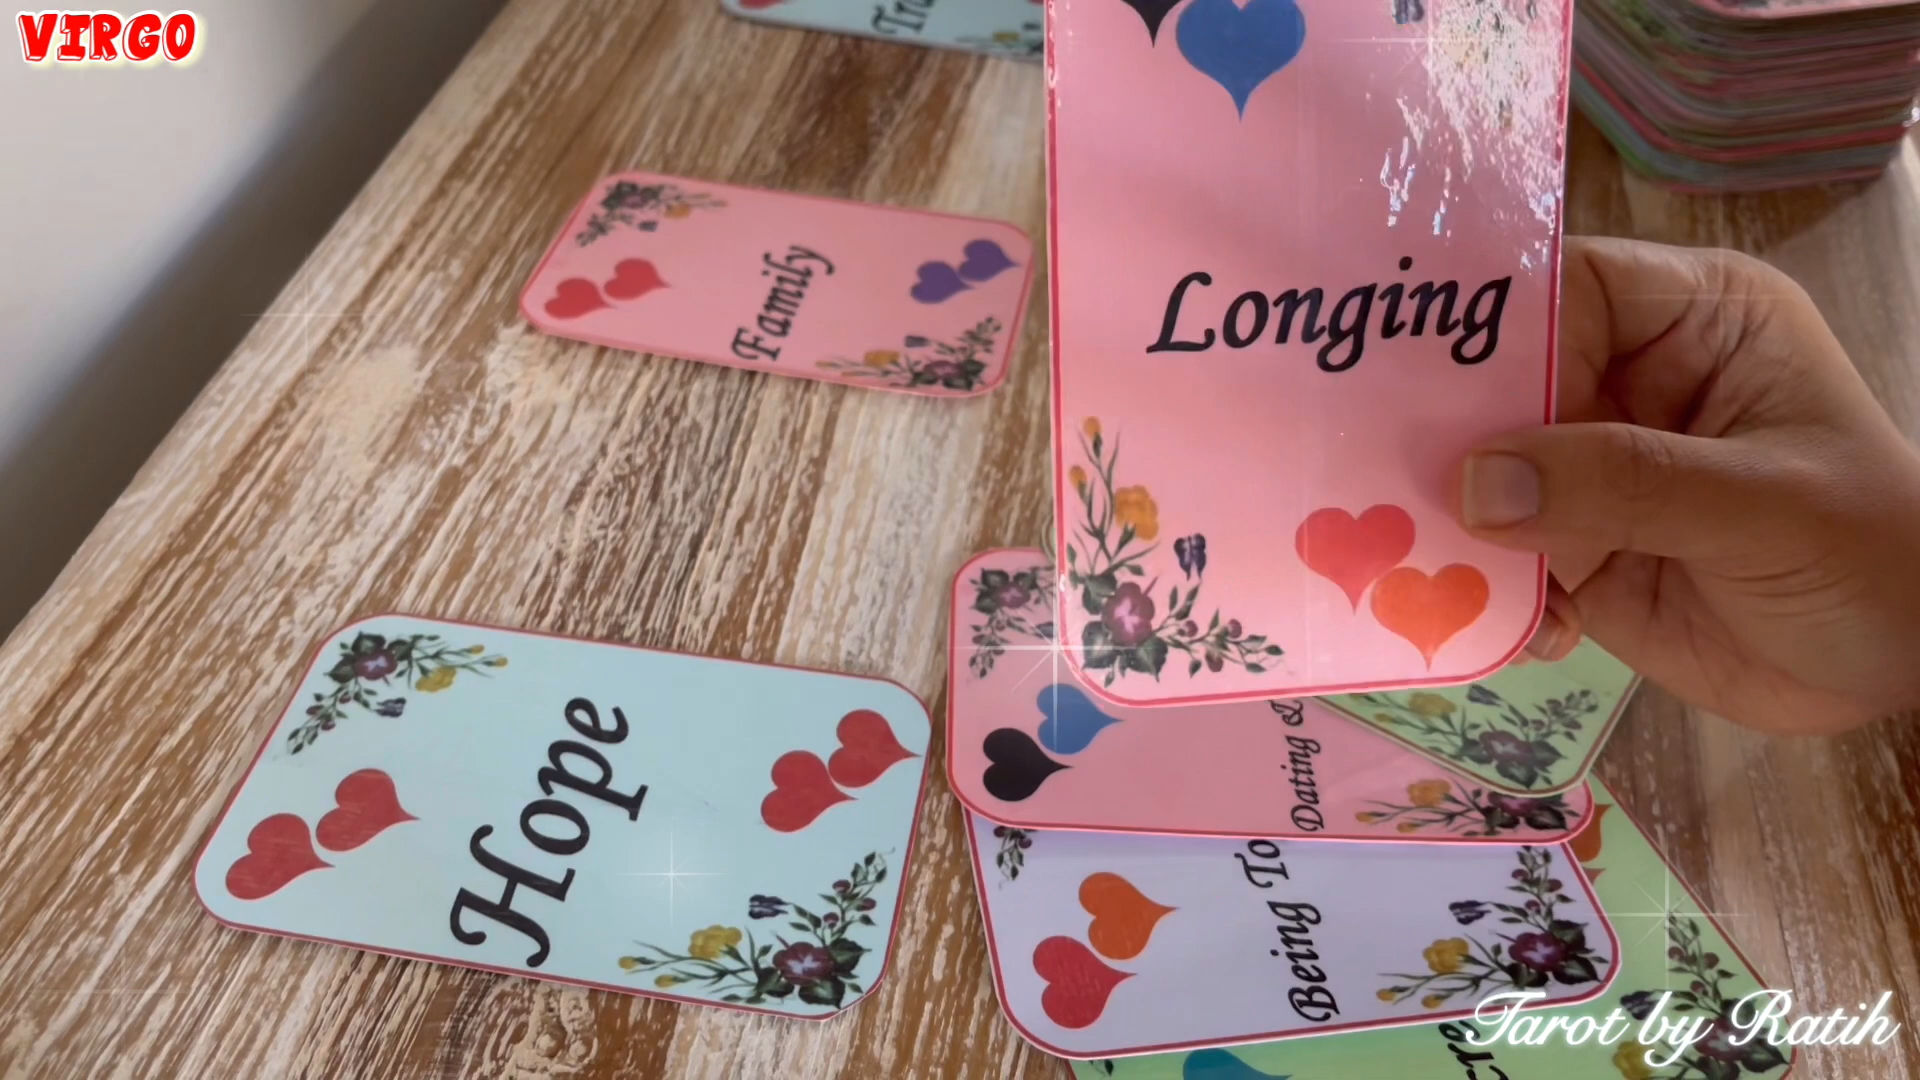 VIRGO
Family
Longing
Hope
Dating &
Being To
Tarot by Ratih